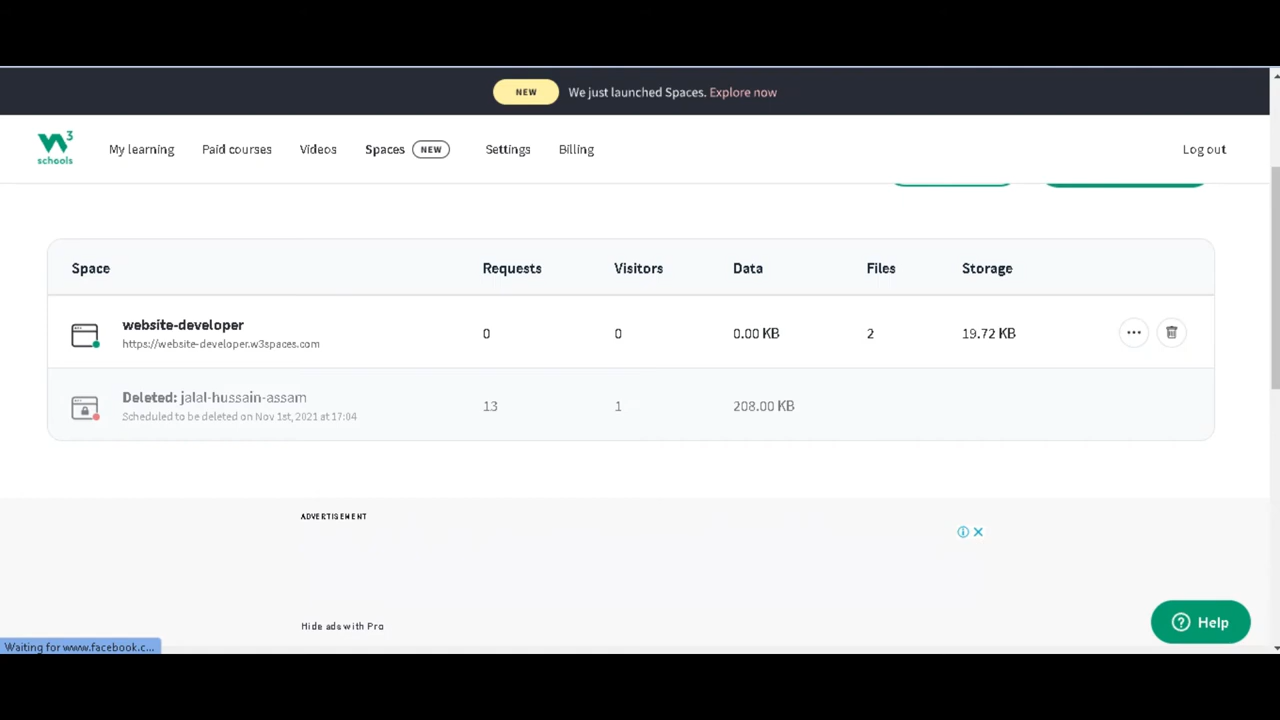 NEW We just launched Spaces. Explore now
W3 schools My learning Paid courses Videos Spaces NEW Settings Billing Log out
Space Requests Visitors Data Files Storage
website-developer
https://website-developer.w3spaces.com
0 0 0.00 KB 2 19.72 KB
Deleted: jalal-hussain-assam
Scheduled to be deleted on Nov 1st, 2021 at 17:04
13 1 208.00 KB
ADVERTISEMENT
Hide ads with Pro
Help
Waiting for www.facebook.c...